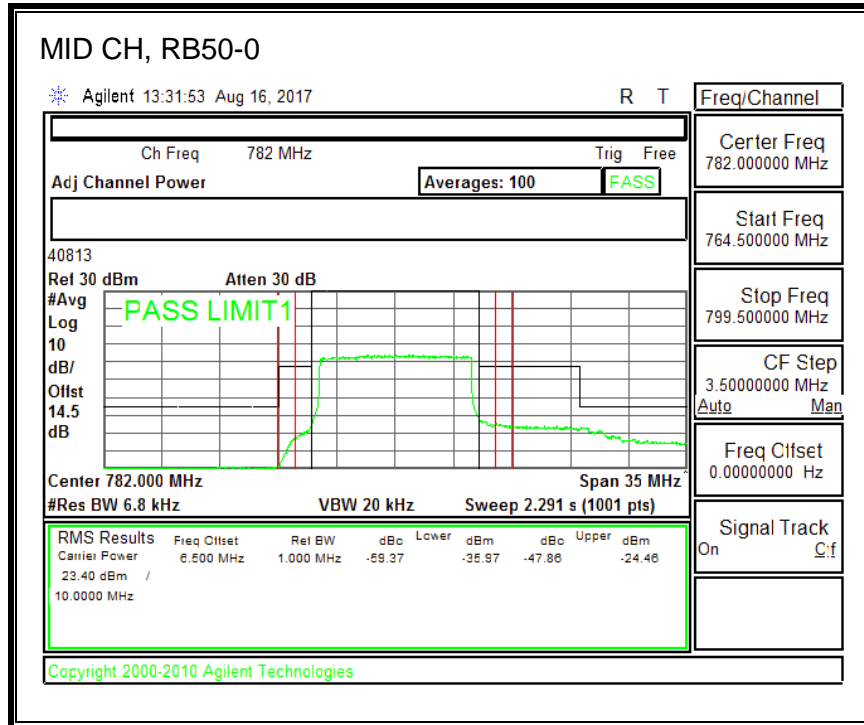 MID CH, RB50-0
Agilent 13:31:53 Aug 16, 2017 R T
Ch Freq 782 MHz Trig Free
Adj Channel Power Averages: 100 PASS
40813
Ref 30 dBm Atten 30 dB
#Avg
Log
10
dB/
Offst
14.5
dB
PASS LIMIT1
Center 782.000 MHz Span 35 MHz
#Res BW 6.8 kHz VBW 20 kHz Sweep 2.291 s (1001 pts)
RMS Results Freq Offset Ref BW dBc Lower dBm dBc Upper dBm
Carrier Power 6.500 MHz 1.000 MHz -59.37 -35.97 -47.86 -24.46
23.40 dBm /
10.0000 MHz
Copyright 2000-2010 Agilent Technologies
Freq/Channel
Center Freq
782.000000 MHz
Start Freq
764.500000 MHz
Stop Freq
799.500000 MHz
CF Step
3.50000000 MHz
Auto Man
Freq Offset
0.00000000 Hz
Signal Track
On Off